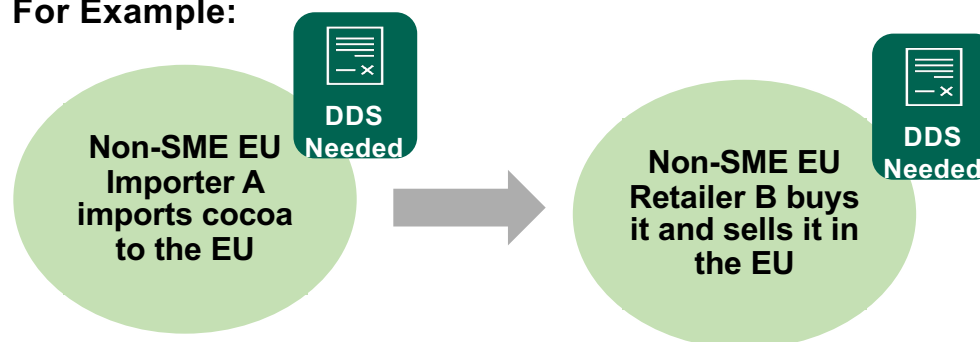 For Example:
DDS
Needed
Non-SME EU
Importer A
imports cocoa
to the EU
DDS
Needed
Non-SME EU
Retailer B buys
it and sells it in
the EU